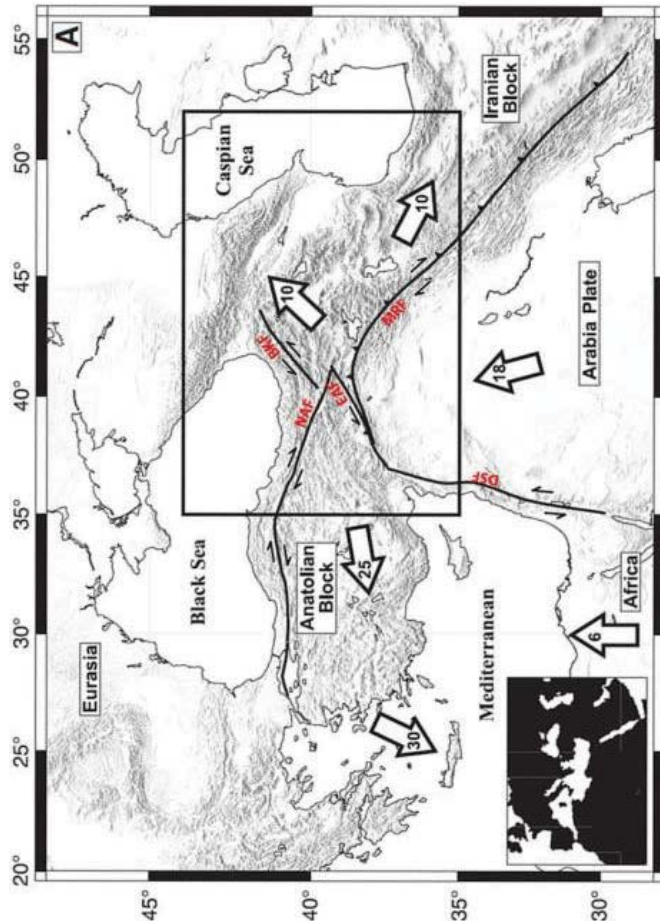 20°
25°
30°
35°
40°
45°
50°
55°
A
45°
40°
35°
30°
Eurasia
Black Sea
Caspian
Sea
BKF
NAF
EAF
MRF
DSF
10
10
25
30
18
6
Anatolian
Block
Iranian
Block
Mediterranean
Arabia Plate
Africa